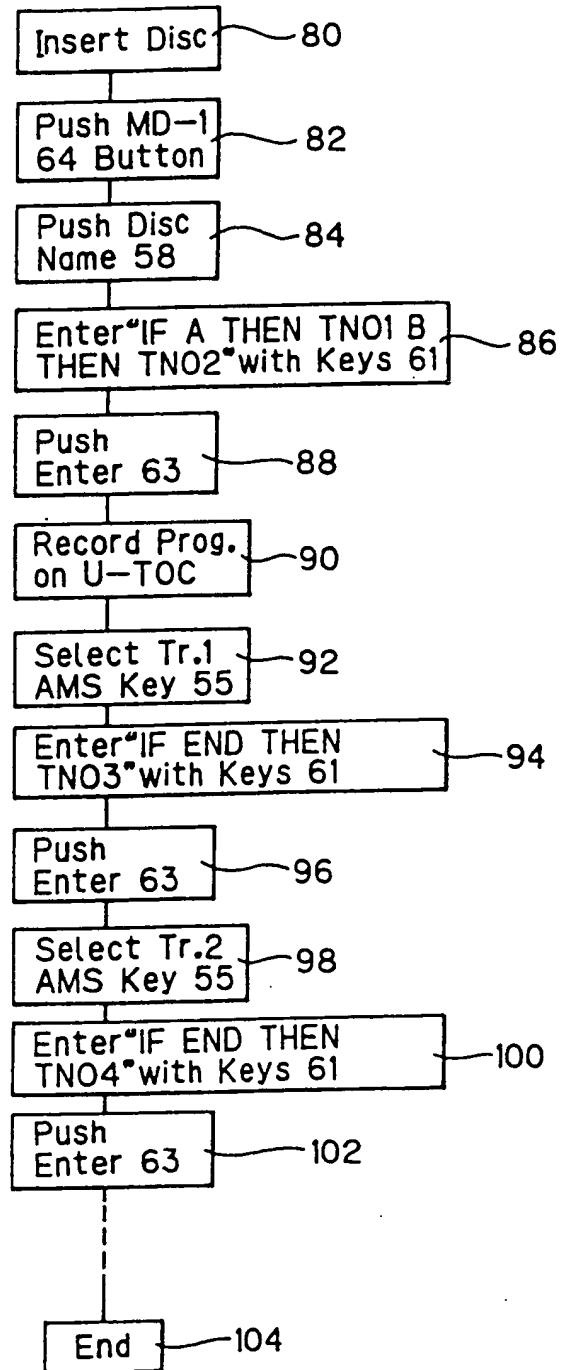 Insert Disc
80
Push MD-1
64 Button
82
Push Disc
Name 58
84
Enter"IF A THEN TNO1 B
THEN TNO2"with Keys 61
86
Push
Enter 63
88
Record Prog.
on U-TOC
90
Select Tr.1
AMS Key 55
92
Enter"IF END THEN
TNO3"with Keys 61
94
Push
Enter 63
96
Select Tr.2
AMS Key 55
98
Enter"IF END THEN
TNO4"with Keys 61
100
Push
Enter 63
102
End
104